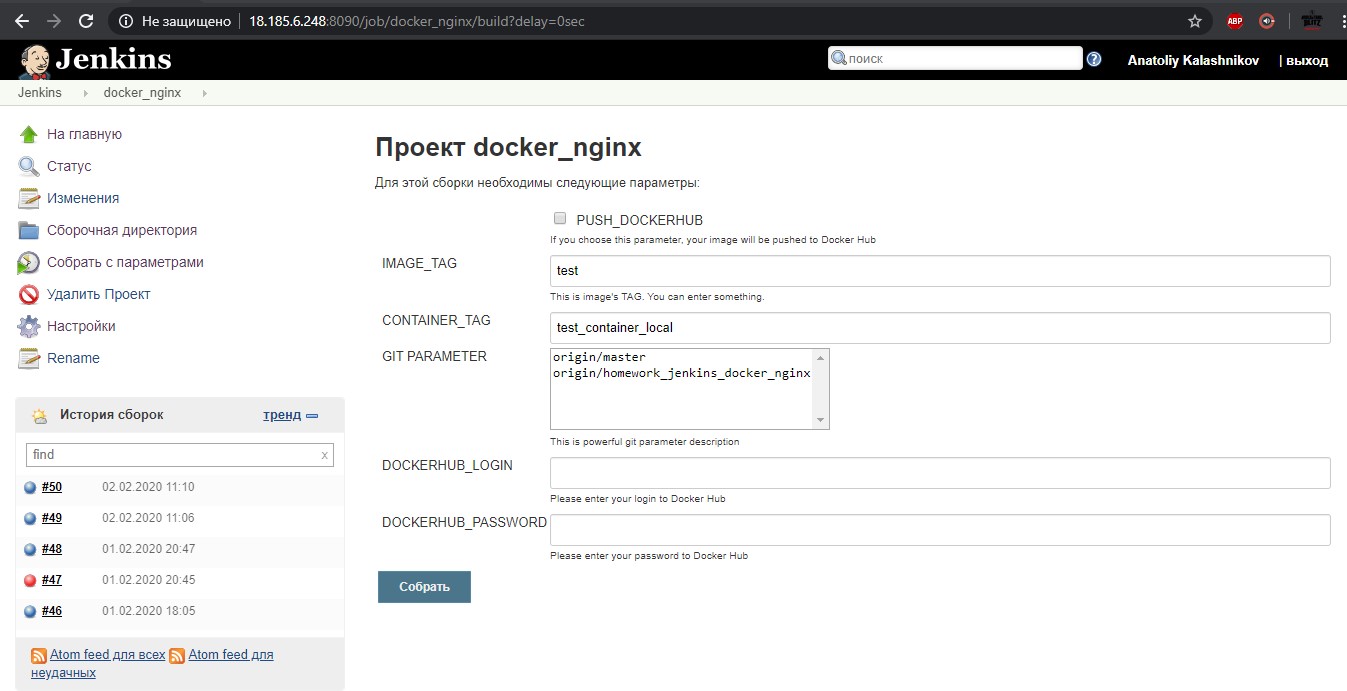 Не защищено
18.185.6.248:8090/job/docker_nginx/build?delay=0sec
ABP
Jenkins
поиск
Anatoliy Kalashnikov
| выход
Jenkins
docker_nginx
На главную
Статус
Изменения
Сборочная директория
Собрать с параметрами
Удалить Проект
Настройки
Rename
История сборок
тренд
find
x
#50 02.02.2020 11:10
#49 02.02.2020 11:06
#48 01.02.2020 20:47
#47 01.02.2020 20:45
#46 01.02.2020 18:05
Atom feed для всех Atom feed для
неудачных
Проект docker_nginx
Для этой сборки необходимы следующие параметры:
PUSH_DOCKERHUB
If you choose this parameter, your image will be pushed to Docker Hub
IMAGE_TAG
test
This is image's TAG. You can enter something.
CONTAINER_TAG
test_container_local
GIT PARAMETER
origin/master
origin/homework_jenkins_docker_nginx
This is powerful git parameter description
DOCKERHUB_LOGIN
Please enter your login to Docker Hub
DOCKERHUB_PASSWORD
Please enter your password to Docker Hub
Собрать